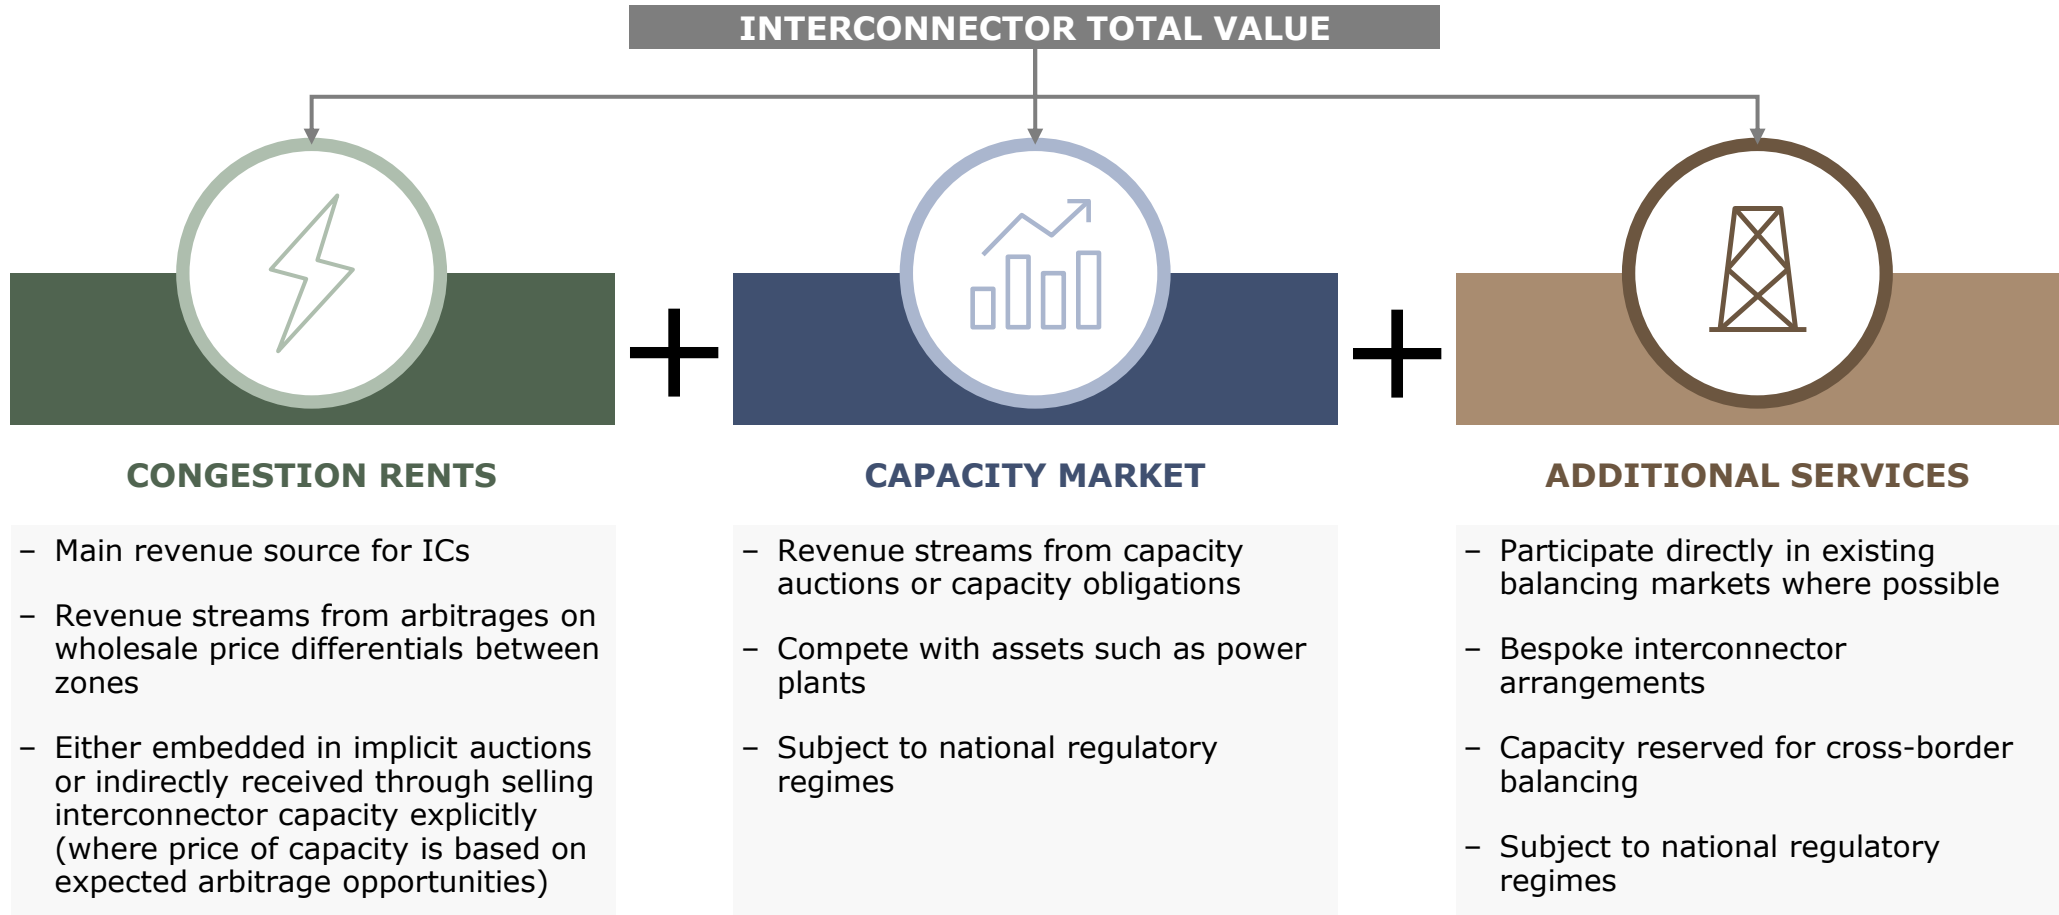 INTERCONNECTOR TOTAL VALUE
CONGESTION RENTS
– Main revenue source for ICs
– Revenue streams from arbitrages on
wholesale price differentials between
zones
– Either embedded in implicit auctions
or indirectly received through selling
interconnector capacity explicitly
(where price of capacity is based on
expected arbitrage opportunities)
CAPACITY MARKET
– Revenue streams from capacity
auctions or capacity obligations
– Compete with assets such as power
plants
– Subject to national regulatory
regimes
ADDITIONAL SERVICES
– Participate directly in existing
balancing markets where possible
– Bespoke interconnector
arrangements
– Capacity reserved for cross-border
balancing
– Subject to national regulatory
regimes